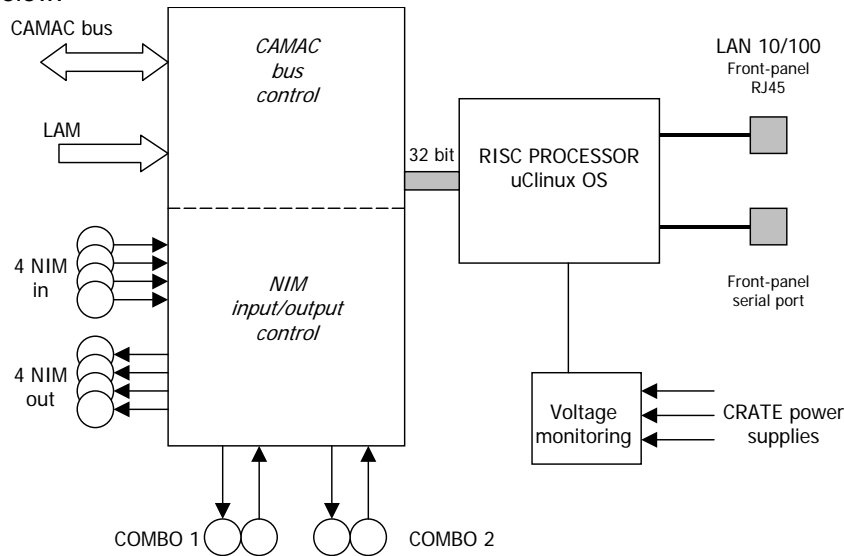 CAMAC bus
LAM
CAMAC
bus
control
32 bit
RISC PROCESSOR
uClinux OS
LAN 10/100
Front-panel
RJ45
Front-panel
serial port
4 NIM
in
NIM
input/output
control
4 NIM
out
Voltage
monitoring
CRATE power
supplies
COMBO 1
COMBO 2